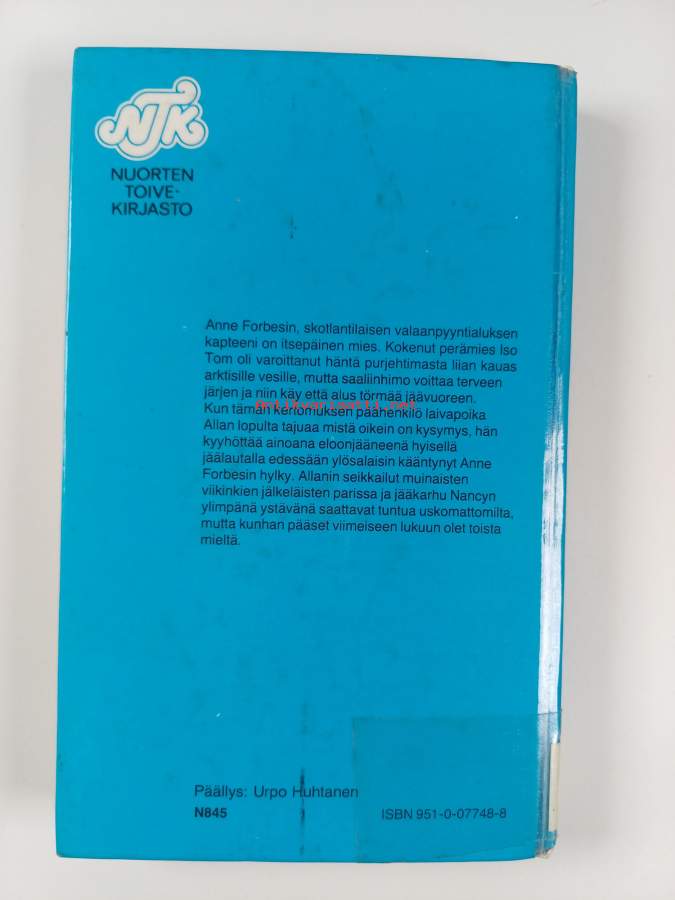 NTK
NUORTEN
TOIVE-
KIRJASTO
Anne Forbesin, skotlantilaisen valaanpyyntialuksen
kapteeni on itsepäinen mies. Kokenut perämies Iso
Tom oli varoittanut häntä purjehtimasta liian kauas
arktisille vesille, mutta saaliinhimo voittaa terveen
järjen ja niin käy että alus törmää jäävuoreen.
antikvariaatti.net
Kun tämän kertomuksen päähenkilö laivapoika
Allan lopulta tajuaa mistä oikein on kysymys, hän
kyyhöttää ainoana eloonjääneenä hyisellä
jäälautalla edessään ylösalaisin kääntynyt Anne
Forbesin hylky. Allanin seikkailut muinaisten
viikinkien jälkeläisten parissa ja jääkarhu Nancyn
ylimpänä ystävänä saattavat tuntua uskomattomilta,
mutta kunhan pääset viimeiseen lukuun olet toista
mieltä.
Päällys: Urpo Huhtanen
N845
ISBN 951-0-07748-8